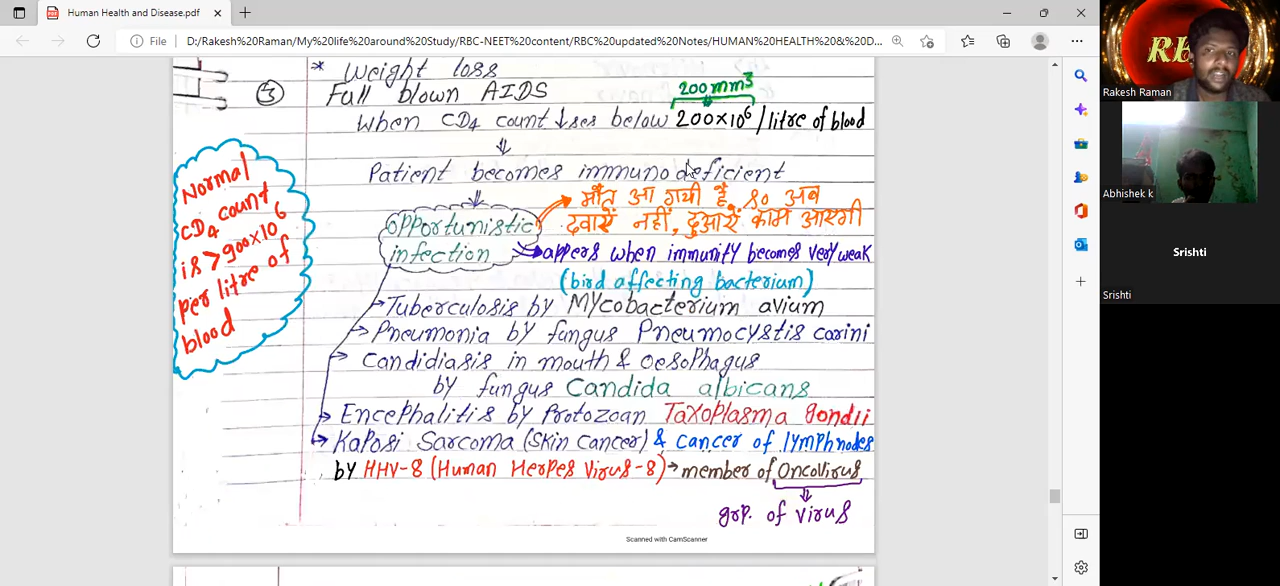 Human Health and Disease.pdf
File
D:/Rakesh%20Raman/My%20life%20around%20Study/RBC-NEET%20content/RBC%20updated%20Notes/HUMAN%20HEALTH%20&%20D...
* Weight loss
③ Full blown AIDS
200mm³
When CD4 count ↓ses below 200×10⁶/litre of blood
Patient becomes immunodeficient
opportunistic infection
मौत आ गयी है, so अब
दवाएें नहीं, दुआएें काम आएगी
appers when immunity becomes very weak
(bird affecting bacterium)
Tuberculosis by Mycobacterium avium
Pneumonia by fungus Pneumocystis carini
Candidiasis in mouth & oesophagus
by fungus Candida albicans
Encephalitis by Protozoan Taxoplasma gondii
Kaposi Sarcoma (skin cancer) & cancer of lymphnodes
by HHV-8 (Human Herpes Virus-8)→member of Oncovirus
grp. of virus
Normal
CD4 count
is >900×10⁶
per litre of
blood
Scanned with CamScanner
Rakesh Raman
Abhishek k
Srishti
Srishti